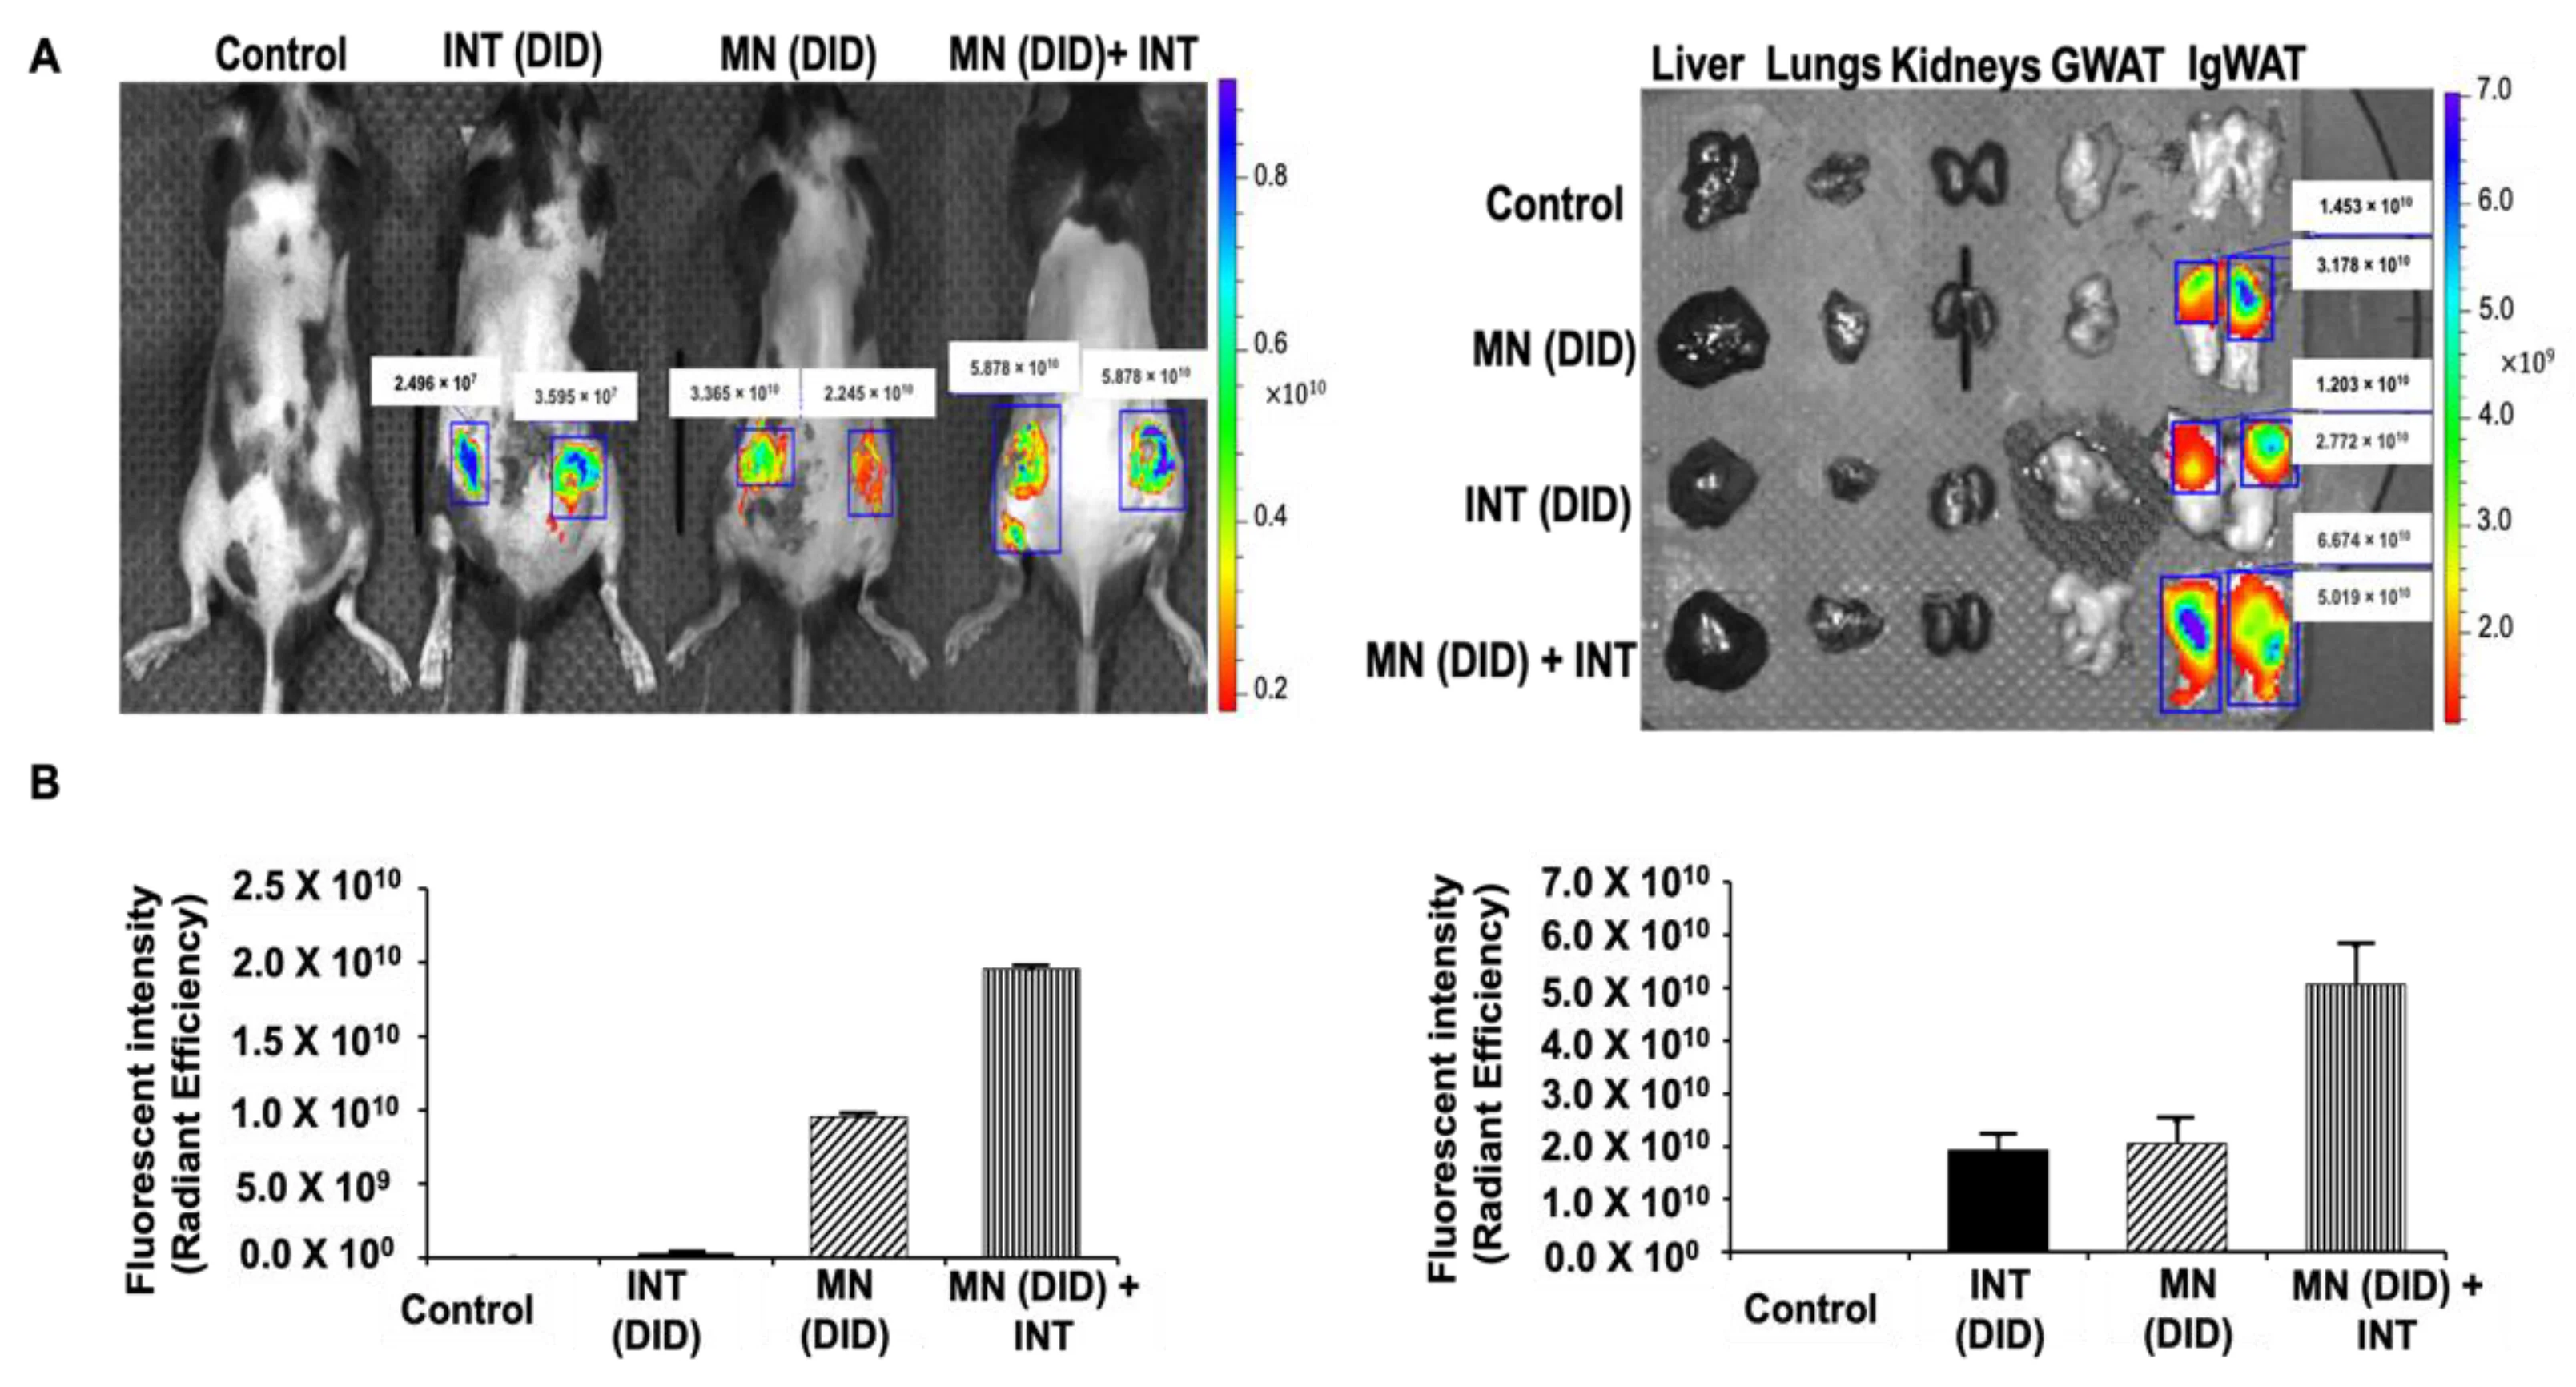 A
Control INT (DID) MN (DID) MN (DID)+ INT
2.496 × 10⁷
3.595 × 10⁷
3.365 × 10¹⁰
2.245 × 10¹⁰
5.878 × 10¹⁰
5.878 × 10¹⁰
0.8
0.6
×10¹⁰
0.4
0.2
Liver Lungs Kidneys GWAT IgWAT
Control
MN (DID)
INT (DID)
MN (DID) + INT
1.453 × 10¹⁰
3.178 × 10¹⁰
1.203 × 10¹⁰
2.772 × 10¹⁰
6.674 × 10¹⁰
5.019 × 10¹⁰
7.0
6.0
5.0
×10⁹
4.0
3.0
2.0
B
Fluorescent intensity
(Radiant Efficiency)
2.5 X 10¹⁰
2.0 X 10¹⁰
1.5 X 10¹⁰
1.0 X 10¹⁰
5.0 X 10⁹
0.0 X 10⁰
Control
INT
(DID)
MN
(DID)
MN (DID) +
INT
Fluorescent intensity
(Radiant Efficiency)
7.0 X 10¹⁰
6.0 X 10¹⁰
5.0 X 10¹⁰
4.0 X 10¹⁰
3.0 X 10¹⁰
2.0 X 10¹⁰
1.0 X 10¹⁰
0.0 X 10⁰
Control
INT
(DID)
MN
(DID)
MN (DID) +
INT